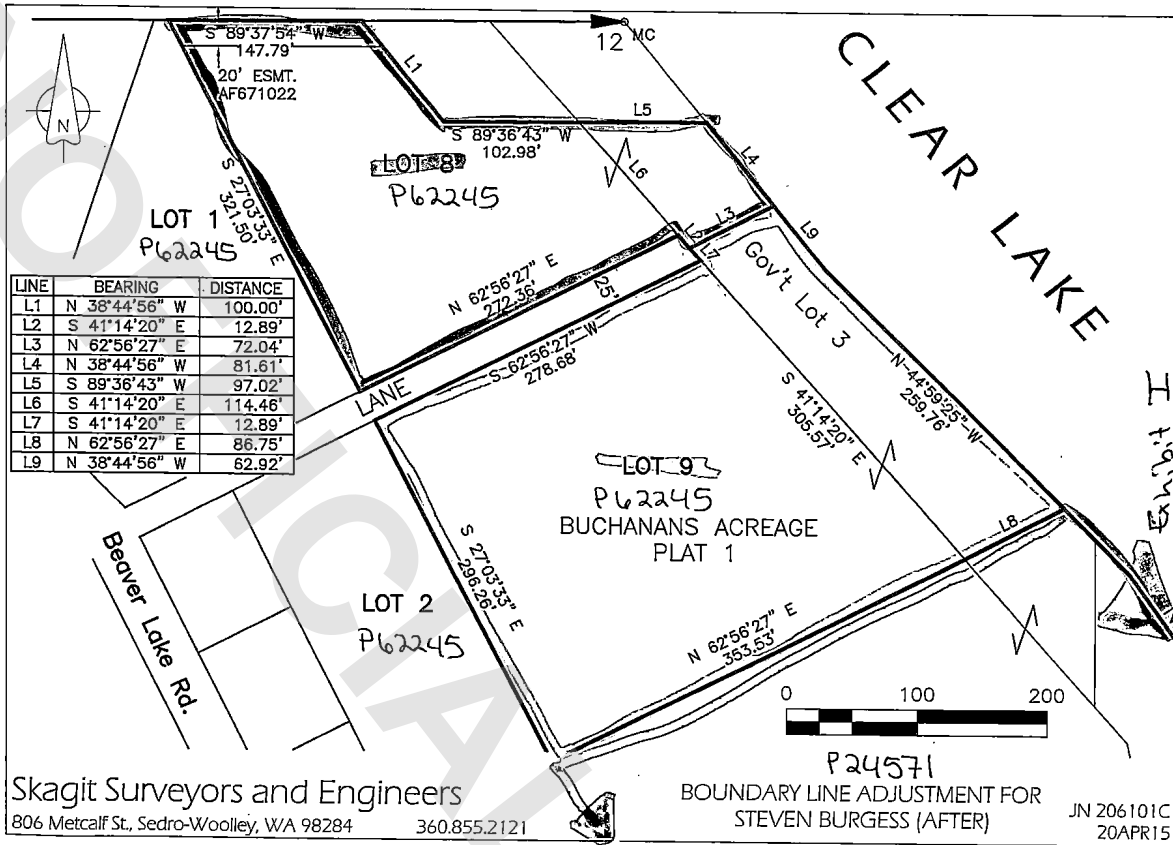 S 89°37'54" W
147.79'
20' ESMT.
AF671022
12 MC
CLEAR LAKE
N
L1
L5
S 89°36'43" W
102.98'
L4
L6
LOT 8
P62245
L3
L9
L7
LOT 1
P62245
S 27°03'33" E
321.50'
Gov't Lot 3
N 62°56'27" E
272.36'
25'
S 62°56'27" W
278.68'
LANE
LINE BEARING DISTANCE
L1 N 38°44'56" W 100.00'
L2 S 41°14'20" E 12.89'
L3 N 62°56'27" E 72.04'
L4 N 38°44'56" W 81.61'
L5 S 89°36'43" W 97.02'
L6 S 41°14'20" E 114.46'
L7 S 41°14'20" E 12.89'
L8 N 62°56'27" E 86.75'
L9 N 38°44'56" W 62.92'
N 44°59'25" W
259.76'
S 41°14'20" E
305.57'
Exhibit I
LOT 9
P62245
BUCHANANS ACREAGE
PLAT 1
L8
Beaver Lake Rd.
S 27°03'33" E
296.26'
LOT 2
P62245
N 62°56'27" E
353.53'
0 100 200
P24571
BOUNDARY LINE ADJUSTMENT FOR
STEVEN BURGESS (AFTER)
JN 206101C
20APR15
Skagit Surveyors and Engineers
806 Metcalf St., Sedro-Woolley, WA 98284 360.855.2121